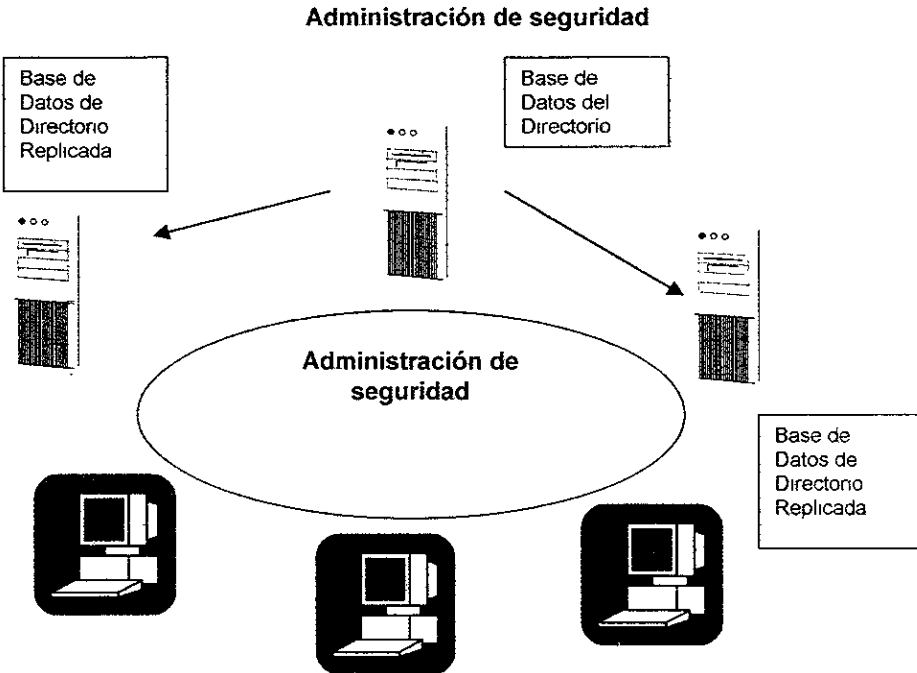 Administración de seguridad
Base de
Datos de
Directorio
Replicada
Base de
Datos del
Directorio
Administración de
seguridad
Base de
Datos de
Directorio
Replicada